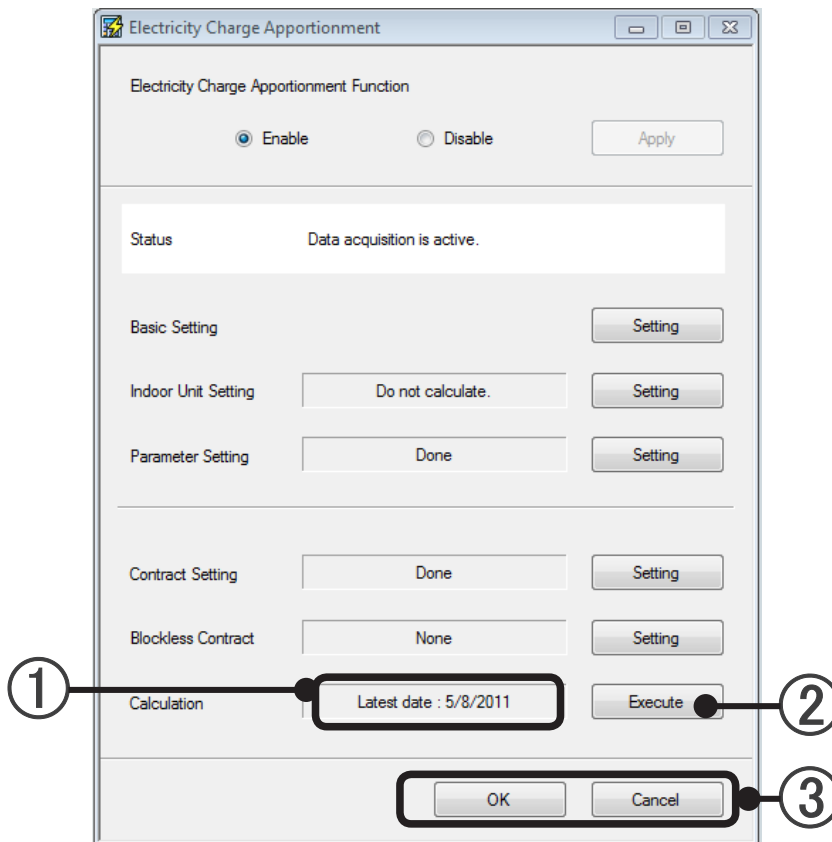 Electricity Charge Apportionment
Electricity Charge Apportionment Function
Enable Disable Apply
Status Data acquisition is active.
Basic Setting Setting
Indoor Unit Setting Do not calculate. Setting
Parameter Setting Done Setting
Contract Setting Done Setting
Blockless Contract None Setting
1 Calculation Latest date : 5/8/2011 Execute 2
OK Cancel 3